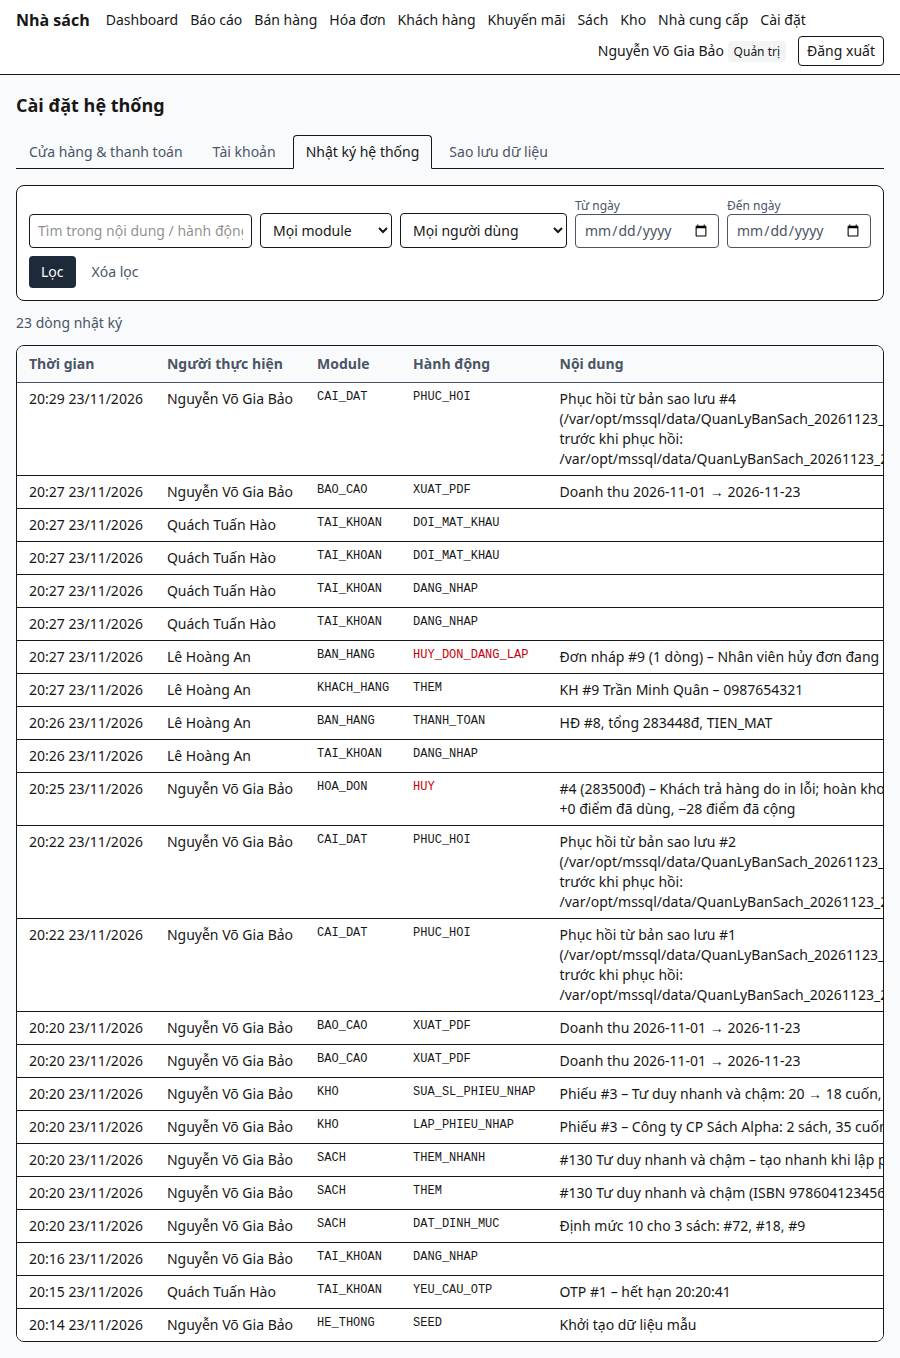 Nhà sách Dashboard Báo cáo Bán hàng Hóa đơn Khách hàng Khuyến mãi Sách Kho Nhà cung cấp Cài đặt
Nguyễn Võ Gia Bảo Quản trị Đăng xuất
Cài đặt hệ thống
Cửa hàng & thanh toán Tài khoản Nhật ký hệ thống Sao lưu dữ liệu
Từ ngày Đến ngày
Tìm trong nội dung / hành động Mọi module Mọi người dùng mm/dd/yyyy mm/dd/yyyy
Lọc Xóa lọc
23 dòng nhật ký
Thời gian Người thực hiện Module Hành động Nội dung
20:29 23/11/2026 Nguyễn Võ Gia Bảo CAI_DAT PHUC_HOI Phục hồi từ bản sao lưu #4
(/var/opt/mssql/data/QuanLyBanSach_20261123_
trước khi phục hồi:
/var/opt/mssql/data/QuanLyBanSach_20261123_2
20:27 23/11/2026 Nguyễn Võ Gia Bảo BAO_CAO XUAT_PDF Doanh thu 2026-11-01 → 2026-11-23
20:27 23/11/2026 Quách Tuấn Hào TAI_KHOAN DOI_MAT_KHAU
20:27 23/11/2026 Quách Tuấn Hào TAI_KHOAN DOI_MAT_KHAU
20:27 23/11/2026 Quách Tuấn Hào TAI_KHOAN DANG_NHAP
20:27 23/11/2026 Quách Tuấn Hào TAI_KHOAN DANG_NHAP
20:27 23/11/2026 Lê Hoàng An BAN_HANG HUY_DON_DANG_LAP Đơn nháp #9 (1 dòng) – Nhân viên hủy đơn đang
20:27 23/11/2026 Lê Hoàng An KHACH_HANG THEM KH #9 Trần Minh Quân – 0987654321
20:26 23/11/2026 Lê Hoàng An BAN_HANG THANH_TOAN HĐ #8, tổng 283448đ, TIEN_MAT
20:26 23/11/2026 Lê Hoàng An TAI_KHOAN DANG_NHAP
20:25 23/11/2026 Nguyễn Võ Gia Bảo HOA_DON HUY #4 (283500đ) – Khách trả hàng do in lỗi; hoàn kho
+0 điểm đã dùng, −28 điểm đã cộng
20:22 23/11/2026 Nguyễn Võ Gia Bảo CAI_DAT PHUC_HOI Phục hồi từ bản sao lưu #2
(/var/opt/mssql/data/QuanLyBanSach_20261123_
trước khi phục hồi:
/var/opt/mssql/data/QuanLyBanSach_20261123_2
20:22 23/11/2026 Nguyễn Võ Gia Bảo CAI_DAT PHUC_HOI Phục hồi từ bản sao lưu #1
(/var/opt/mssql/data/QuanLyBanSach_20261123_
trước khi phục hồi:
/var/opt/mssql/data/QuanLyBanSach_20261123_2
20:20 23/11/2026 Nguyễn Võ Gia Bảo BAO_CAO XUAT_PDF Doanh thu 2026-11-01 → 2026-11-23
20:20 23/11/2026 Nguyễn Võ Gia Bảo BAO_CAO XUAT_PDF Doanh thu 2026-11-01 → 2026-11-23
20:20 23/11/2026 Nguyễn Võ Gia Bảo KHO SUA_SL_PHIEU_NHAP Phiếu #3 – Tư duy nhanh và chậm: 20 → 18 cuốn,
20:20 23/11/2026 Nguyễn Võ Gia Bảo KHO LAP_PHIEU_NHAP Phiếu #3 – Công ty CP Sách Alpha: 2 sách, 35 cuốn
20:20 23/11/2026 Nguyễn Võ Gia Bảo SACH THEM_NHANH #130 Tư duy nhanh và chậm – tạo nhanh khi lập p
20:20 23/11/2026 Nguyễn Võ Gia Bảo SACH THEM #130 Tư duy nhanh và chậm (ISBN 978604123456
20:20 23/11/2026 Nguyễn Võ Gia Bảo SACH DAT_DINH_MUC Định mức 10 cho 3 sách: #72, #18, #9
20:16 23/11/2026 Nguyễn Võ Gia Bảo TAI_KHOAN DANG_NHAP
20:15 23/11/2026 Quách Tuấn Hào TAI_KHOAN YEU_CAU_OTP OTP #1 – hết hạn 20:20:41
20:14 23/11/2026 Nguyễn Võ Gia Bảo HE_THONG SEED Khởi tạo dữ liệu mẫu